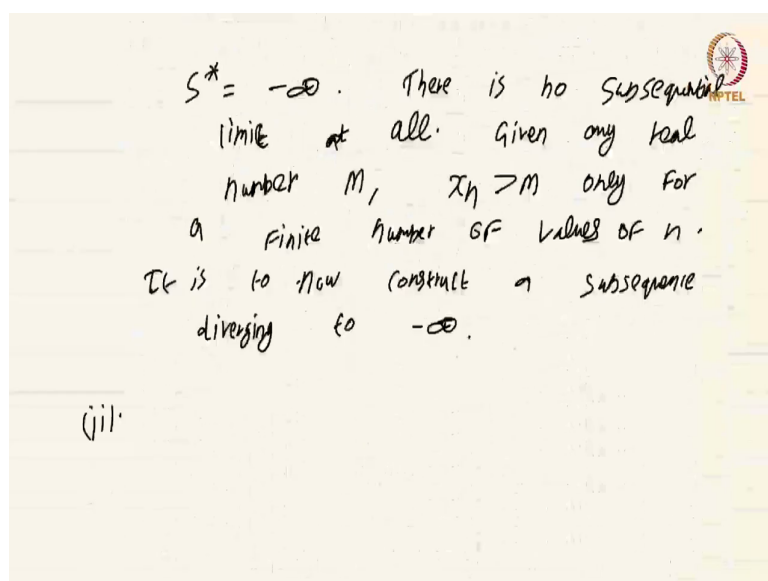 S* = -∞. There is no subsequential
limit at all. Given any real
number M, xₙ > M only for
a finite number of values of n.
It is to now construct a subsequence
diverging to -∞.
(ii).
NPTEL